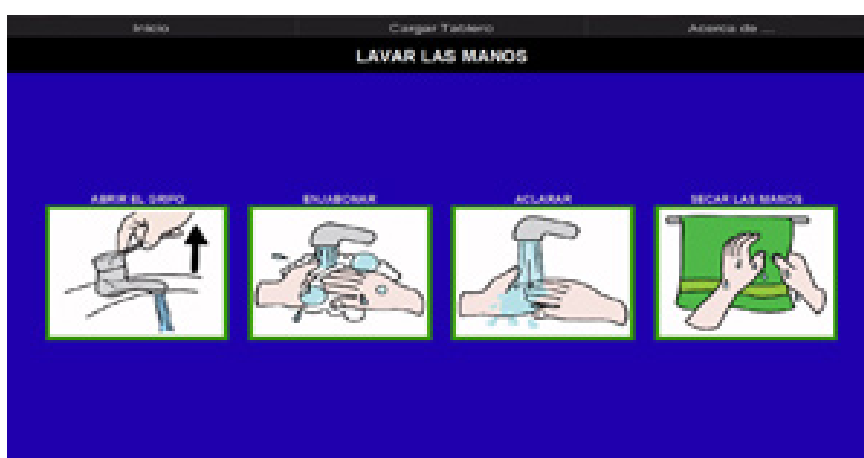 Inicio
Cargar Tablero
Acerca de ...
LAVAR LAS MANOS
ABRIR EL GRIFO
ENJABONAR
ACLARAR
SECAR LAS MANOS